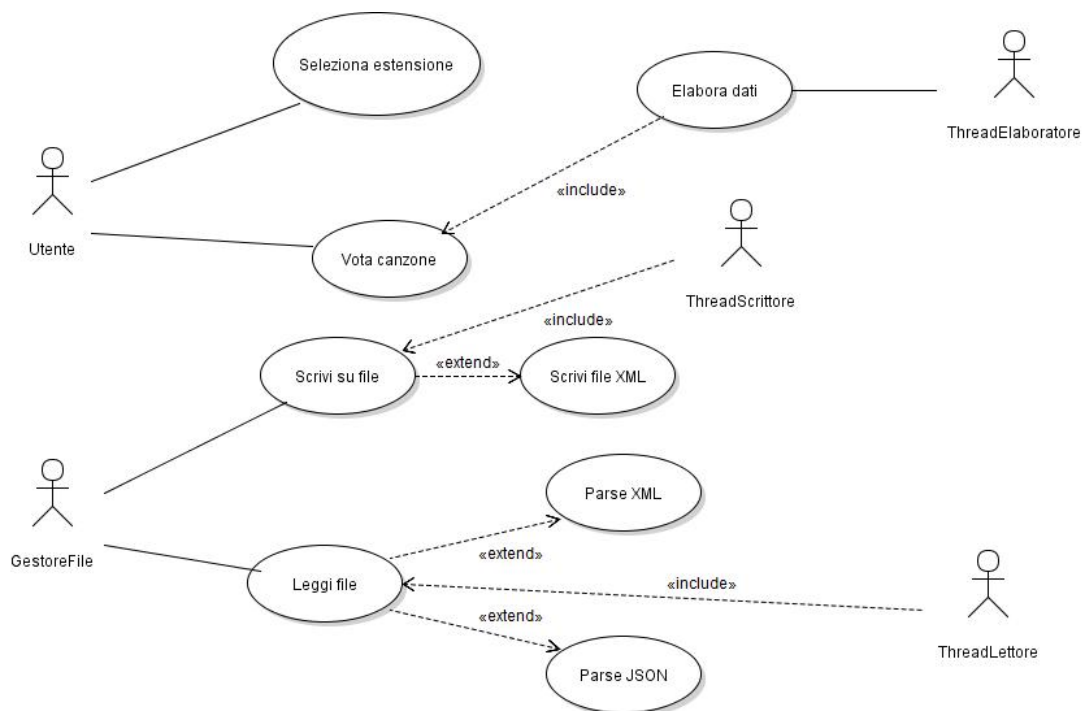 Seleziona estensione
Elabora dati
ThreadElaboratore
«include»
Utente
Vota canzone
ThreadScrittore
«include»
Scrivi su file
«extend»
Scrivi file XML
Parse XML
GestoreFile
«extend»
Leggi file
«include»
«extend»
ThreadLettore
Parse JSON